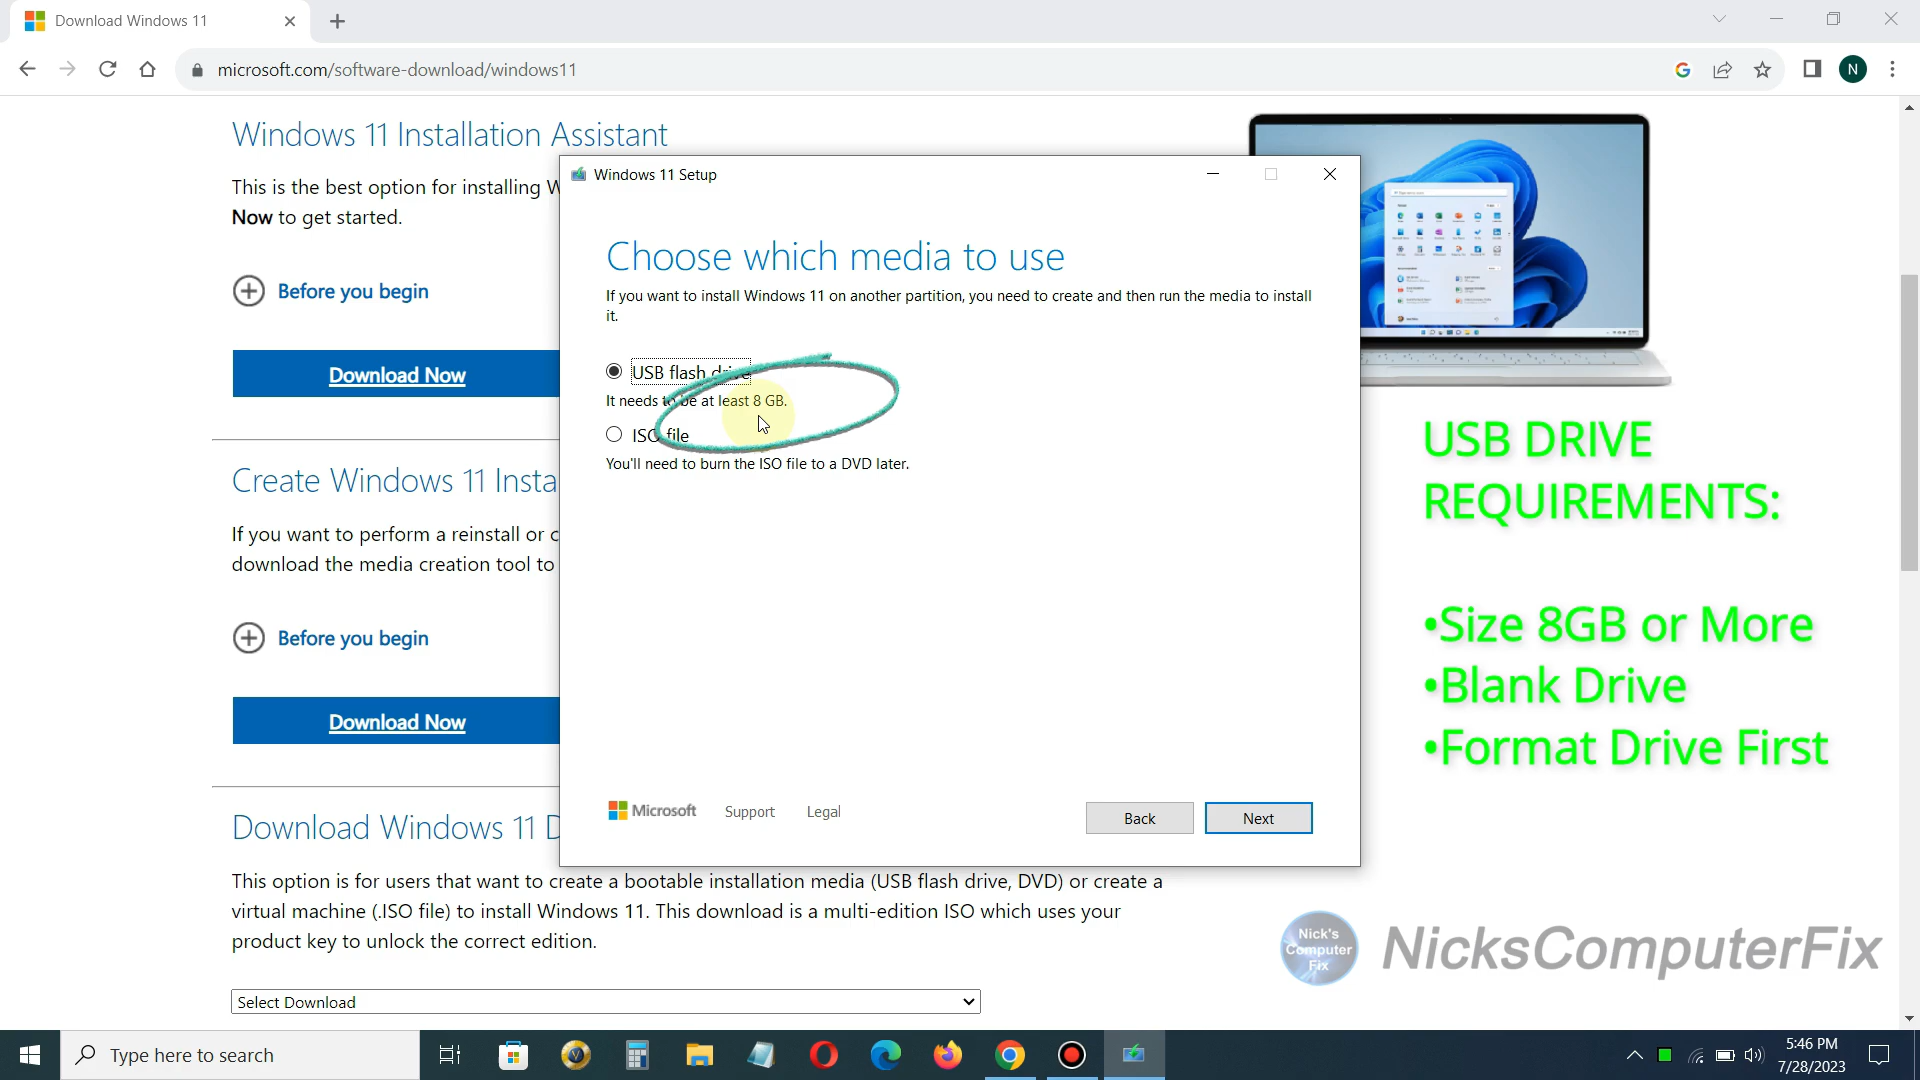 Download Windows 11
microsoft.com/software-download/windows11
N
Windows 11 Installation Assistant
This is the best option for installing W
Now to get started.
Before you begin
Download Now
Create Windows 11 Insta
If you want to perform a reinstall or c
download the media creation tool to
Before you begin
Download Now
Download Windows 11 D
This option is for users that want to create a bootable installation media (USB flash drive, DVD) or create a
virtual machine (.ISO file) to install Windows 11. This download is a multi-edition ISO which uses your
product key to unlock the correct edition.
Select Download
Windows 11 Setup
Choose which media to use
If you want to install Windows 11 on another partition, you need to create and then run the media to install
it.
USB flash drive
It needs to be at least 8 GB.
ISO file
You'll need to burn the ISO file to a DVD later.
Microsoft
Support
Legal
Back
Next
USB DRIVE
REQUIREMENTS:
•Size 8GB or More
•Blank Drive
•Format Drive First
Nick's
Computer
Fix
NicksComputerFix
Type here to search
5:46 PM
7/28/2023